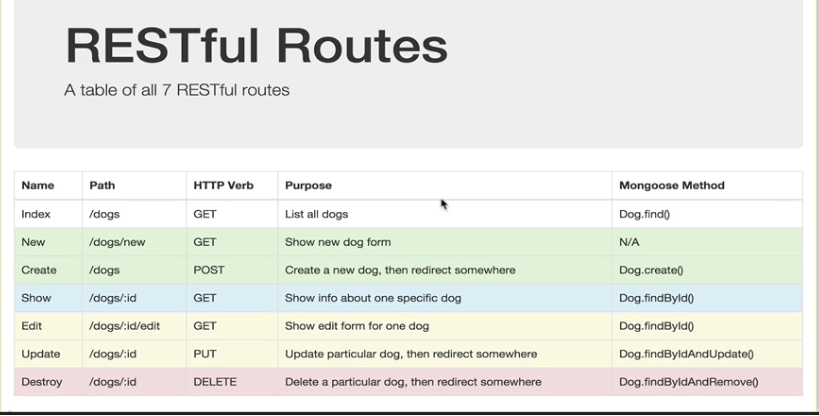 RESTful Routes
A table of all 7 RESTful routes
Name Path HTTP Verb Purpose Mongoose Method
Index /dogs GET List all dogs Dog.find()
New /dogs/new GET Show new dog form N/A
Create /dogs POST Create a new dog, then redirect somewhere Dog.create()
Show /dogs/:id GET Show info about one specific dog Dog.findById()
Edit /dogs/:id/edit GET Show edit form for one dog Dog.findById()
Update /dogs/:id PUT Update particular dog, then redirect somewhere Dog.findByIdAndUpdate()
Destroy /dogs/:id DELETE Delete a particular dog, then redirect somewhere Dog.findByIdAndRemove()